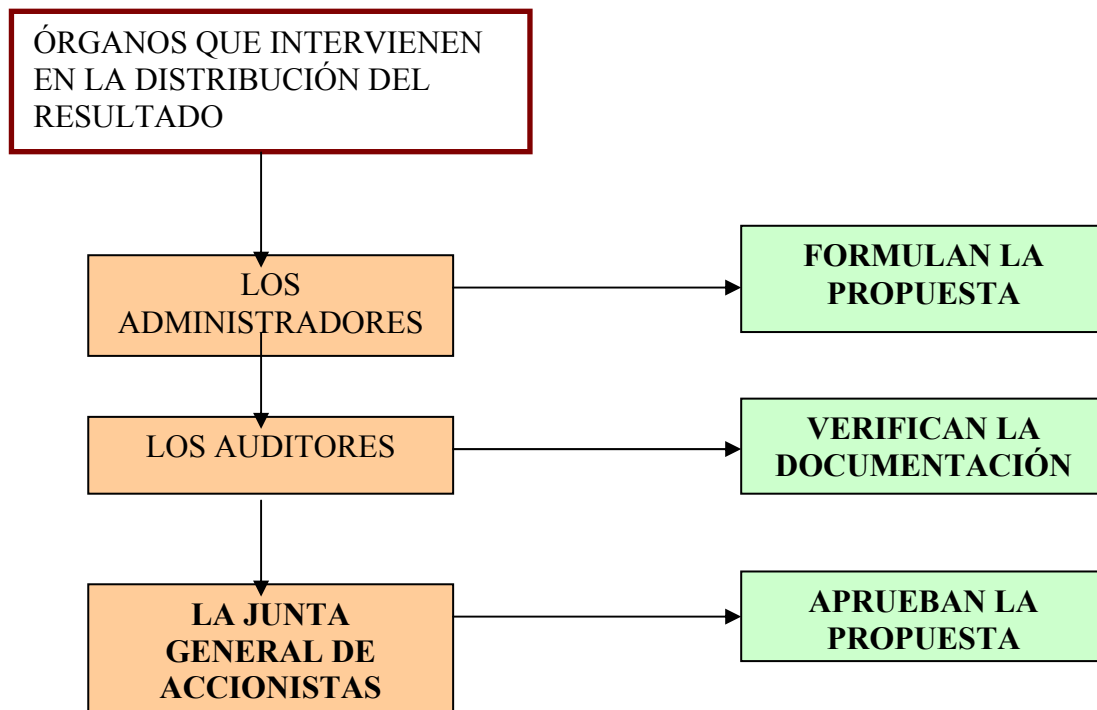 ÓRGANOS QUE INTERVIENEN
EN LA DISTRIBUCIÓN DEL
RESULTADO
LOS
ADMINISTRADORES
FORMULAN LA
PROPUESTA
LOS AUDITORES
VERIFICAN LA
DOCUMENTACIÓN
LA JUNTA
GENERAL DE
ACCIONISTAS
APRUEBAN LA
PROPUESTA